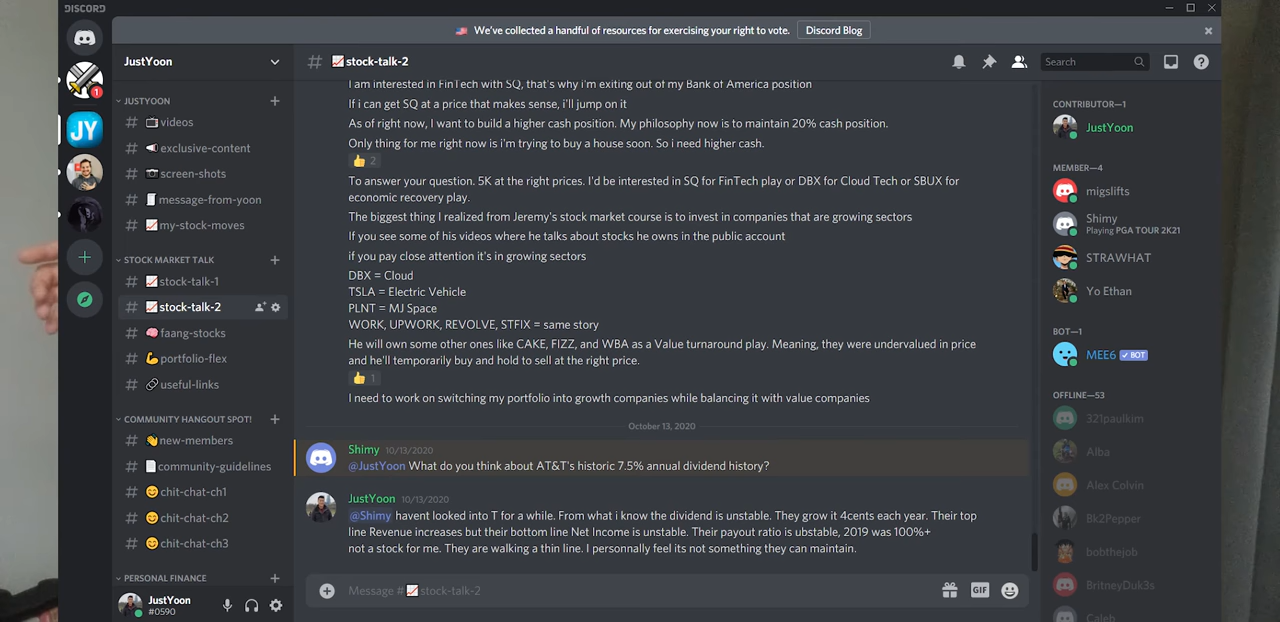 DISCORD
We've collected a handful of resources for exercising your right to vote. Discord Blog
JustYoon
stock-talk-2
Search
JUSTYOON
videos
exclusive-content
screen-shots
message-from-yoon
my-stock-moves
STOCK MARKET TALK
stock-talk-1
stock-talk-2
faang-stocks
portfolio-flex
useful-links
COMMUNITY HANGOUT SPOT!
new-members
community-guidelines
chit-chat-ch1
chit-chat-ch2
chit-chat-ch3
PERSONAL FINANCE
JustYoon
#0590
JY
1
I am interested in FinTech with SQ, that's why i'm exiting out of my Bank of America position
If i can get SQ at a price that makes sense, i'll jump on it
As of right now, I want to build a higher cash position. My philosophy now is to maintain 20% cash position.
Only thing for me right now is i'm trying to buy a house soon. So i need higher cash.
2
To answer your question. 5K at the right prices. I'd be interested in SQ for FinTech play or DBX for Cloud Tech or SBUX for
economic recovery play.
The biggest thing I realized from Jeremy's stock market course is to invest in companies that are growing sectors
If you see some of his videos where he talks about stocks he owns in the public account
if you pay close attention it's in growing sectors
DBX = Cloud
TSLA = Electric Vehicle
PLNT = MJ Space
WORK, UPWORK, REVOLVE, STFIX = same story
He will own some other ones like CAKE, FIZZ, and WBA as a Value turnaround play. Meaning, they were undervalued in price
and he'll temporarily buy and hold to sell at the right price.
1
I need to work on switching my portfolio into growth companies while balancing it with value companies
October 13, 2020
Shimy 10/13/2020
@JustYoon What do you think about AT&T's historic 7.5% annual dividend history?
JustYoon 10/13/2020
@Shimy havent looked into T for a while. From what i know the dividend is unstable. They grow it 4cents each year. Their top
line Revenue increases but their bottom line Net Income is unstable. Their payout ratio is ubstable, 2019 was 100%+
not a stock for me. They are walking a thin line. I personnally feel its not something they can maintain.
Message # stock-talk-2
GIF
CONTRIBUTOR—1
JustYoon
MEMBER—4
migslifts
Shimy
Playing PGA TOUR 2K21
STRAWHAT
Yo Ethan
BOT—1
MEE6 BOT
OFFLINE—53
321paulkim
Alba
Alex Colvin
Bk2Pepper
bobthejob
BritneyDuk3s
Caleb